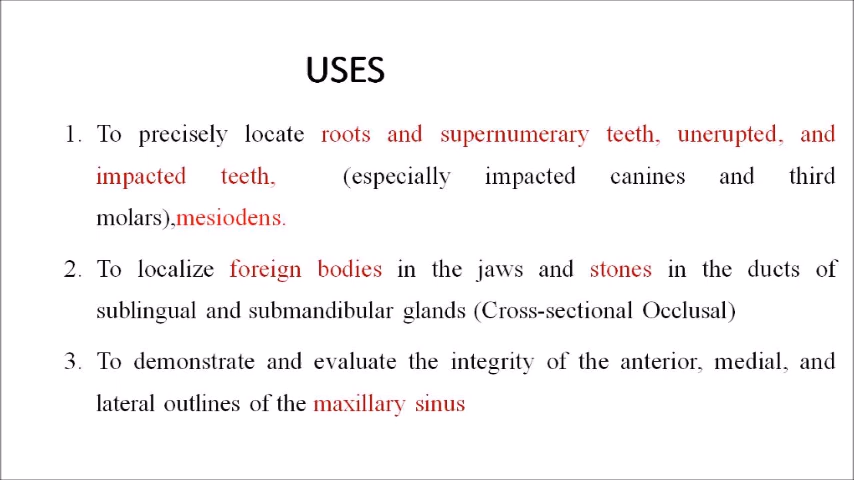 USES
1. To precisely locate roots and supernumerary teeth, unerupted, and
impacted teeth, (especially impacted canines and third
molars),mesiodens.
2. To localize foreign bodies in the jaws and stones in the ducts of
sublingual and submandibular glands (Cross-sectional Occlusal)
3. To demonstrate and evaluate the integrity of the anterior, medial, and
lateral outlines of the maxillary sinus